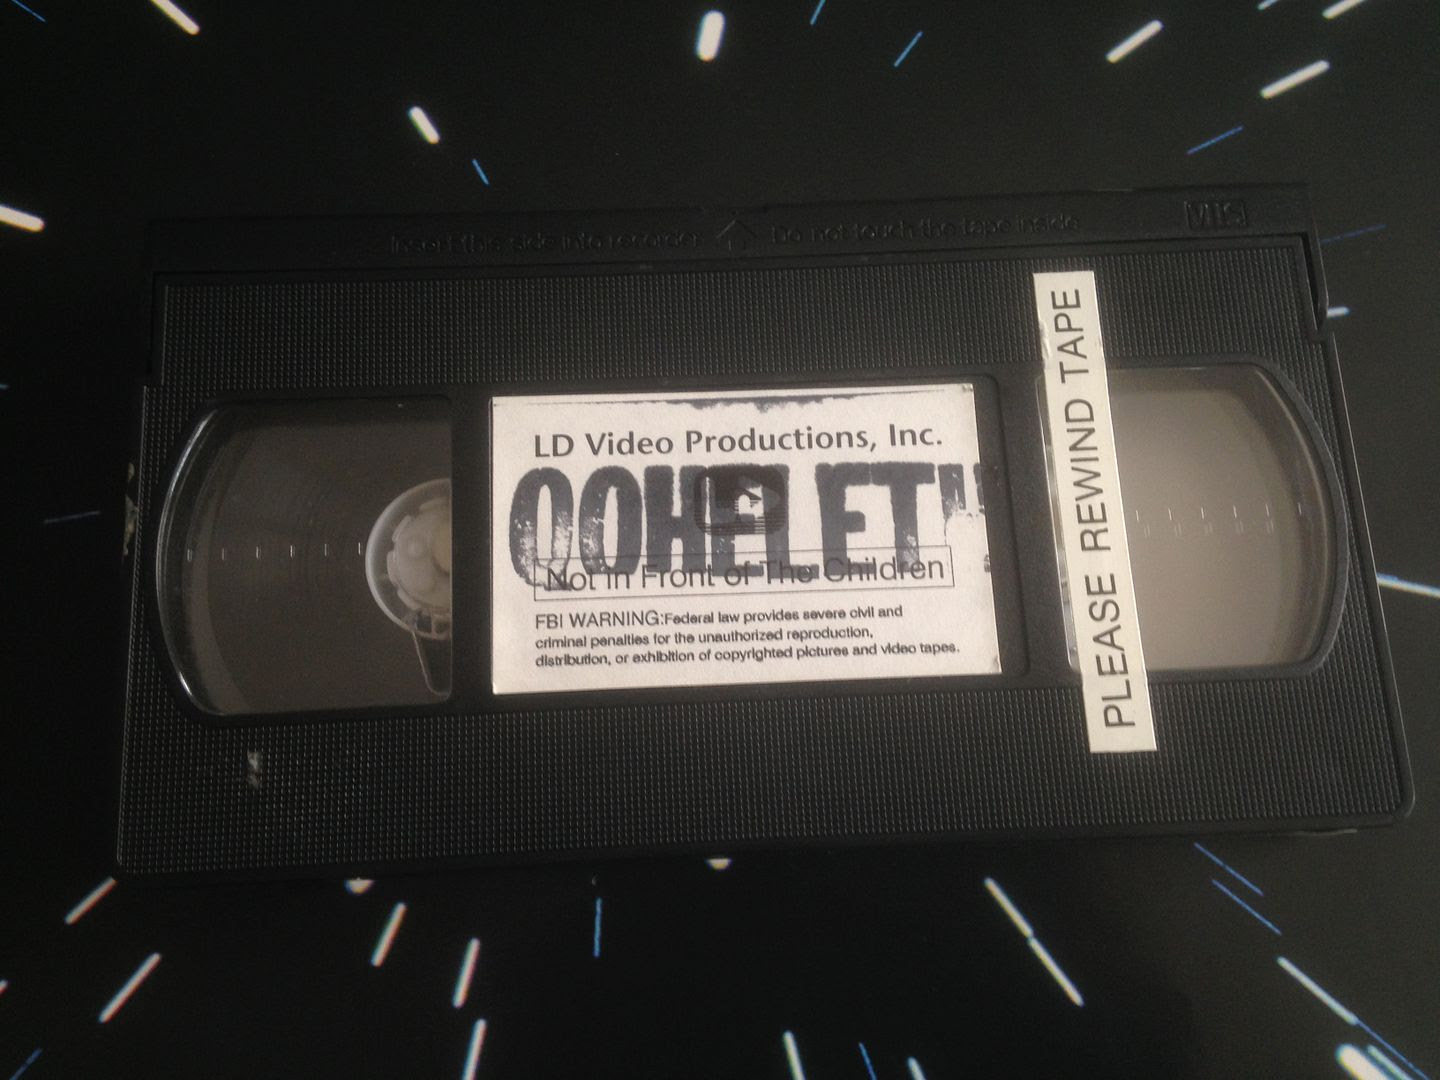 Insert this side into recorder Do not touch the tape inside VHS
LD Video Productions, Inc.
Not in Front of The Children
FBI WARNING:Federal law provides severe civil and
criminal penalties for the unauthorized reproduction,
distribution, or exhibition of copyrighted pictures and video tapes.
PLEASE REWIND TAPE